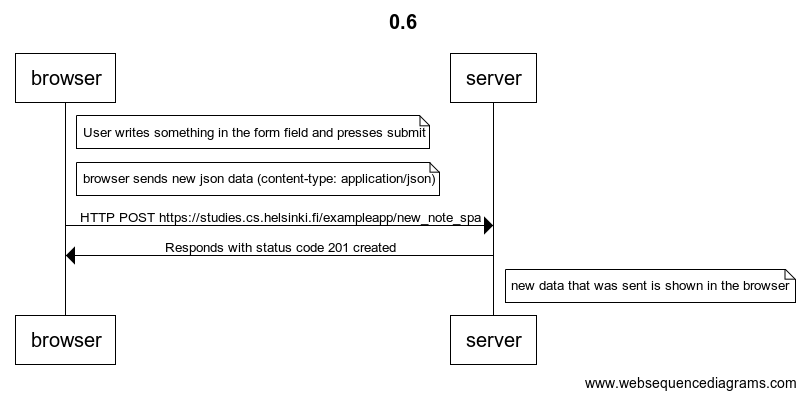 0.6
browser
server
User writes something in the form field and presses submit
browser sends new json data (content-type: application/json)
HTTP POST https://studies.cs.helsinki.fi/exampleapp/new_note_spa
Responds with status code 201 created
new data that was sent is shown in the browser
browser
server
www.websequencediagrams.com